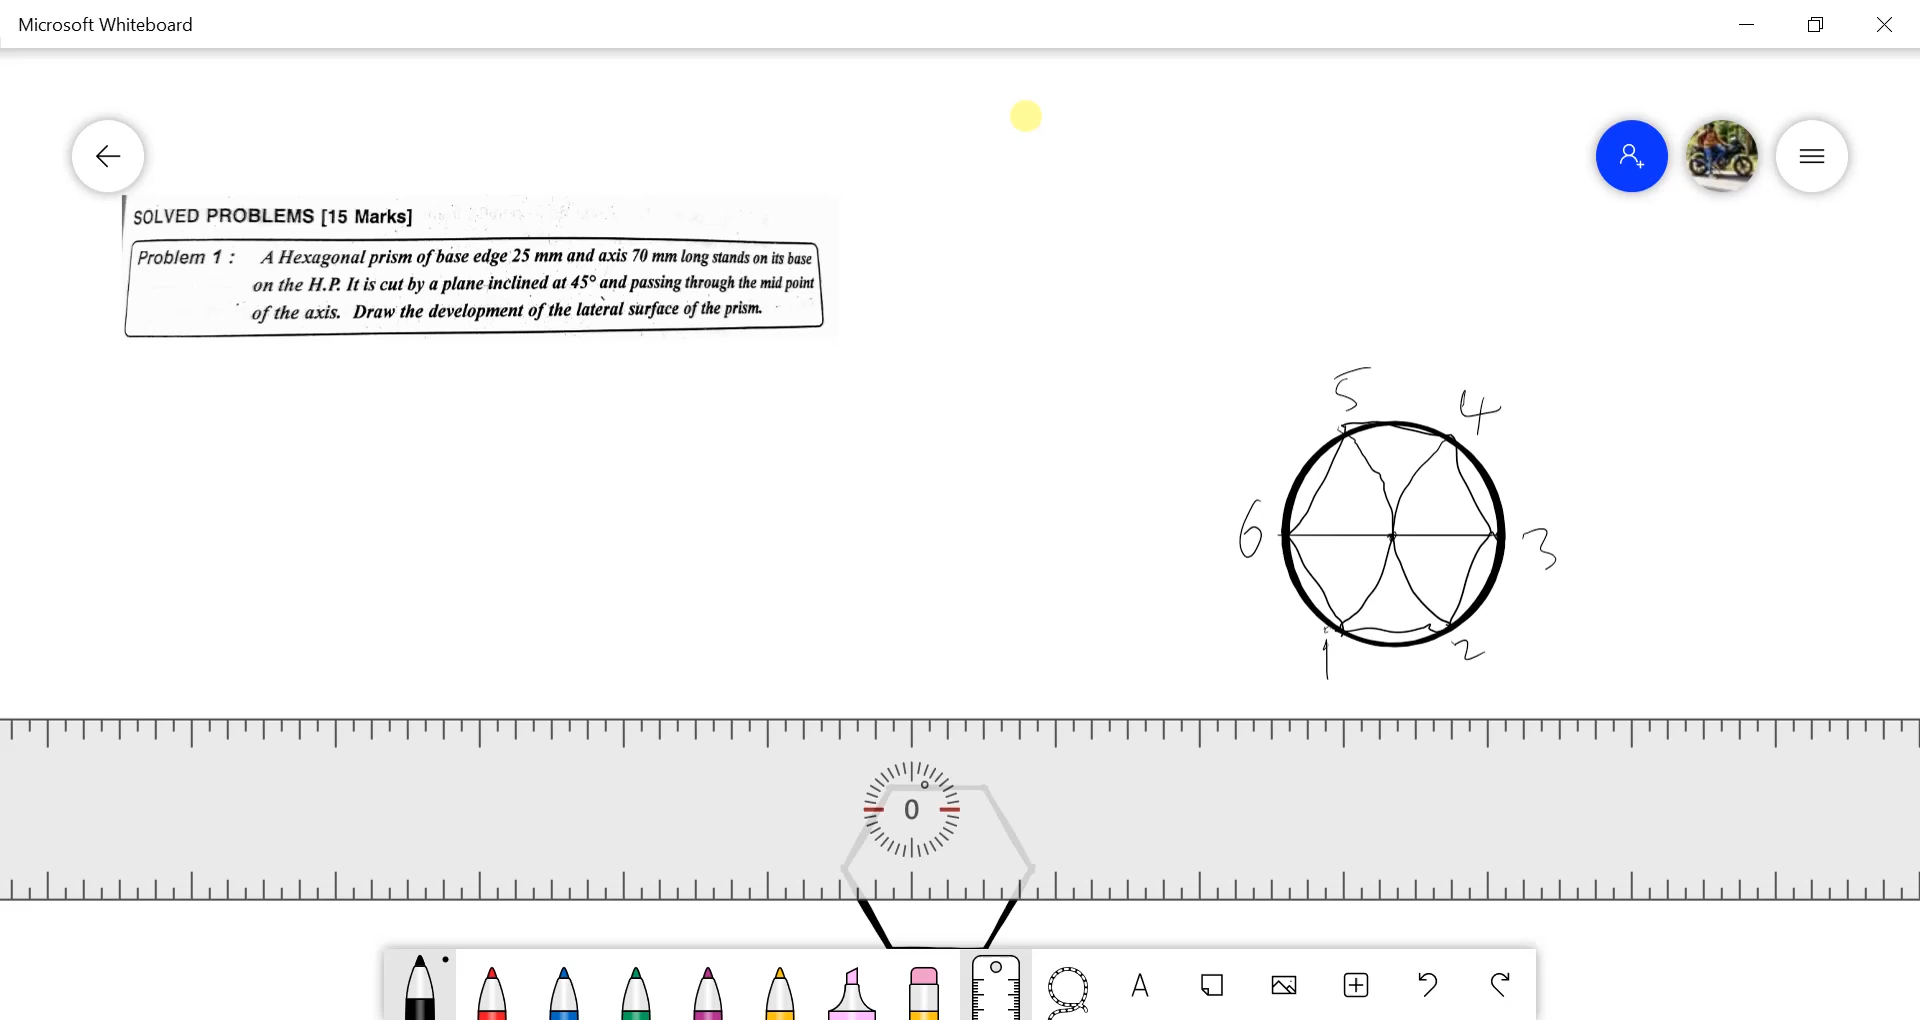 Microsoft Whiteboard
SOLVED PROBLEMS [15 Marks]
Problem 1 : A Hexagonal prism of base edge 25 mm and axis 70 mm long stands on its base
on the H.P. It is cut by a plane inclined at 45° and passing through the mid point
of the axis. Draw the development of the lateral surface of the prism.
5
4
6
3
1
2
0°
A